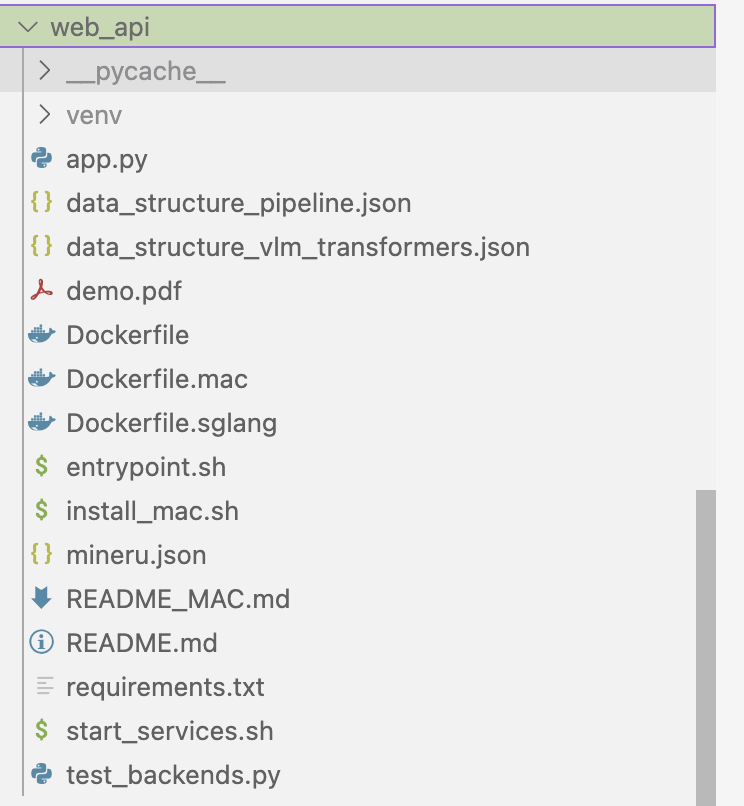 web_api
__pycache__
venv
app.py
data_structure_pipeline.json
data_structure_vlm_transformers.json
demo.pdf
Dockerfile
Dockerfile.mac
Dockerfile.sglang
entrypoint.sh
install_mac.sh
mineru.json
README_MAC.md
README.md
requirements.txt
start_services.sh
test_backends.py